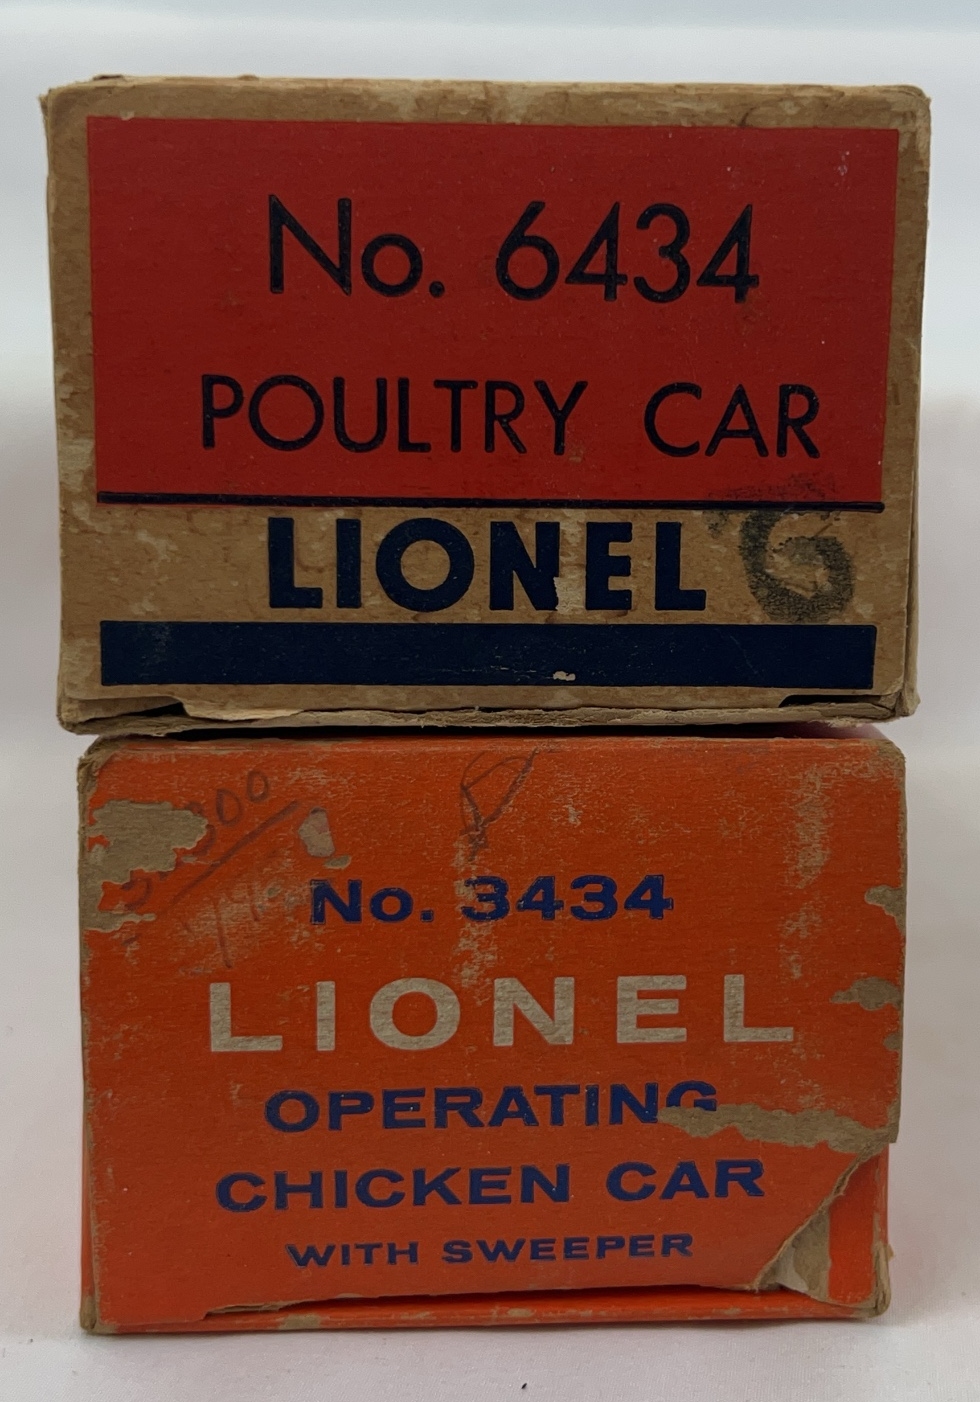 No. 6434
POULTRY CAR
LIONEL
No. 3434
LIONEL
OPERATING
CHICKEN CAR
WITH SWEEPER